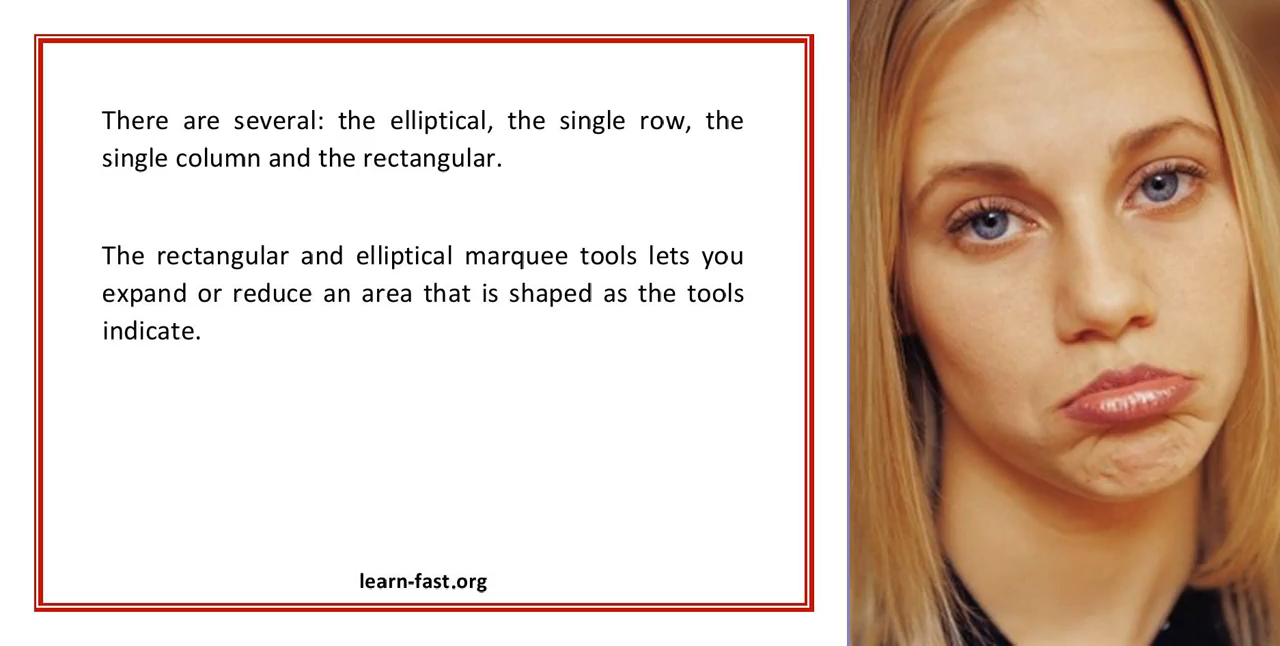 There are several: the elliptical, the single row, the
single column and the rectangular.
The rectangular and elliptical marquee tools lets you
expand or reduce an area that is shaped as the tools
indicate.
learn-fast.org